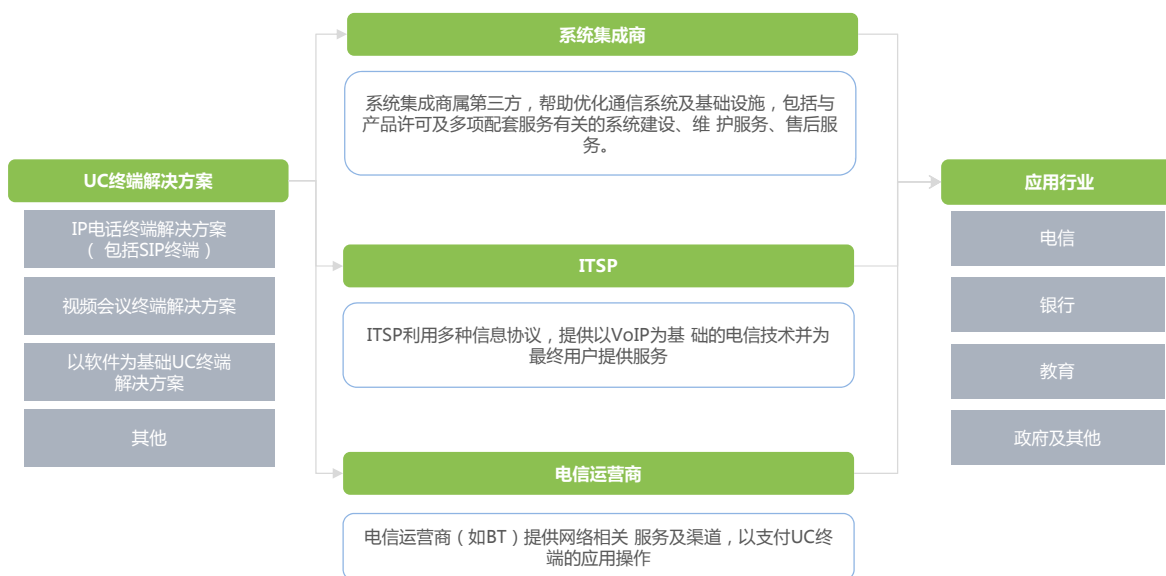 系统集成商
系统集成商属第三方，帮助优化通信系统及基础设施，包括与
产品许可及多项配套服务有关的系统建设、维 护服务、售后服
务。
UC终端解决方案
IP电话终端解决方案
（ 包括SIP终端 ）
视频会议终端解决方案
以软件为基础UC终端
解决方案
其他
ITSP
ITSP利用多种信息协议，提供以VoIP为基 础的电信技术并为
最终用户提供服务
电信运营商
电信运营商（如BT）提供网络相关 服务及渠道，以支付UC终
端的应用操作
应用行业
电信
银行
教育
政府及其他